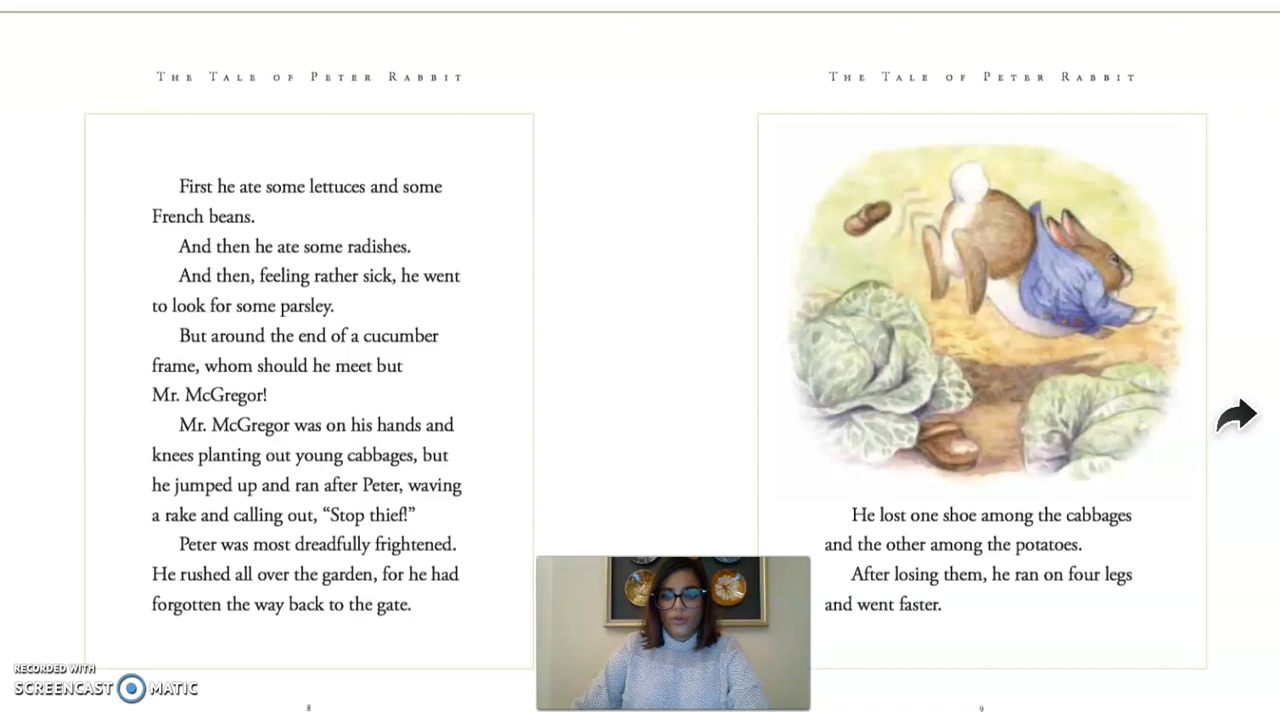 THE TALE OF PETER RABBIT
First he ate some lettuces and some
French beans.
And then he ate some radishes.
And then, feeling rather sick, he went
to look for some parsley.
But around the end of a cucumber
frame, whom should he meet but
Mr. McGregor!
Mr. McGregor was on his hands and
knees planting out young cabbages, but
he jumped up and ran after Peter, waving
a rake and calling out, “Stop thief!”
Peter was most dreadfully frightened.
He rushed all over the garden, for he had
forgotten the way back to the gate.
8
THE TALE OF PETER RABBIT
He lost one shoe among the cabbages
and the other among the potatoes.
After losing them, he ran on four legs
and went faster.
9
RECORDED WITH
SCREENCAST MATIC